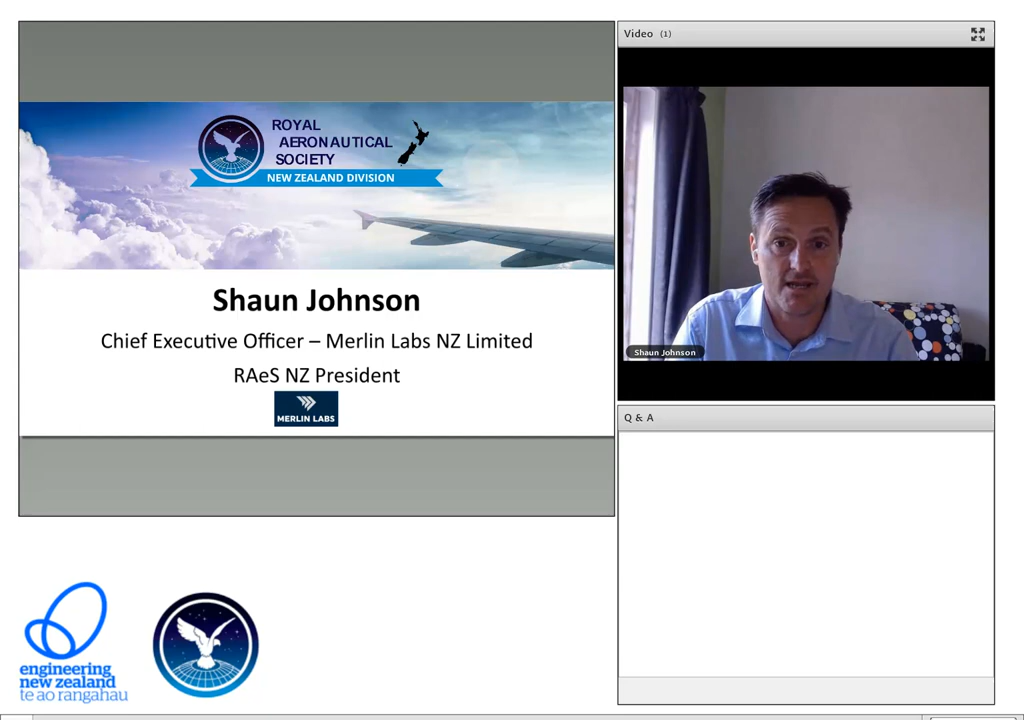 ROYAL
AERONAUTICAL
SOCIETY
NEW ZEALAND DIVISION
Shaun Johnson
Chief Executive Officer – Merlin Labs NZ Limited
RAeS NZ President
MERLIN LABS
Video (1)
Shaun Johnson
Q & A
engineering
new zealand
te ao rangahau